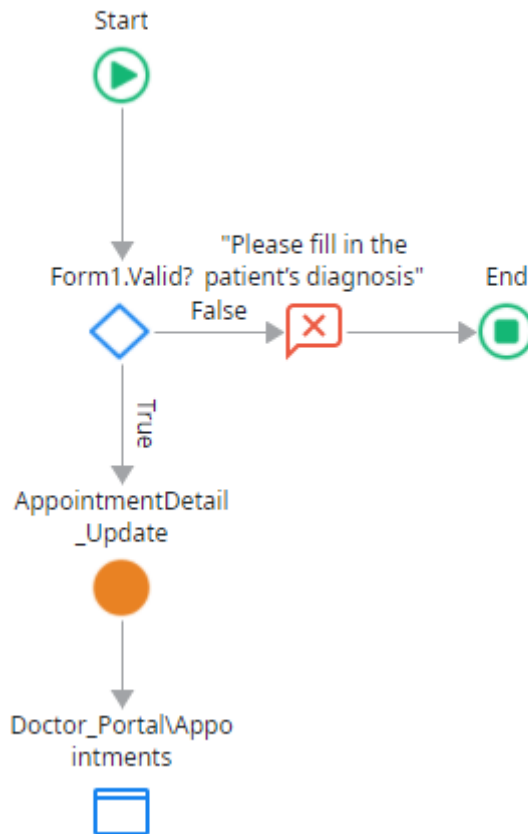 Start
Form1.Valid?
"Please fill in the
patient's diagnosis"
End
False
True
AppointmentDetail
_Update
Doctor_Portal\Appo
intments